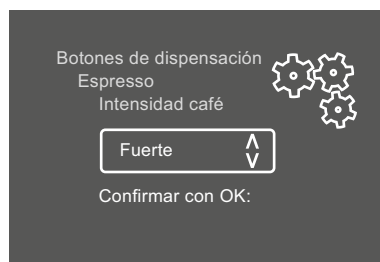 Botones de dispensación
Espresso
Intensidad café
Fuerte
Confirmar con OK: